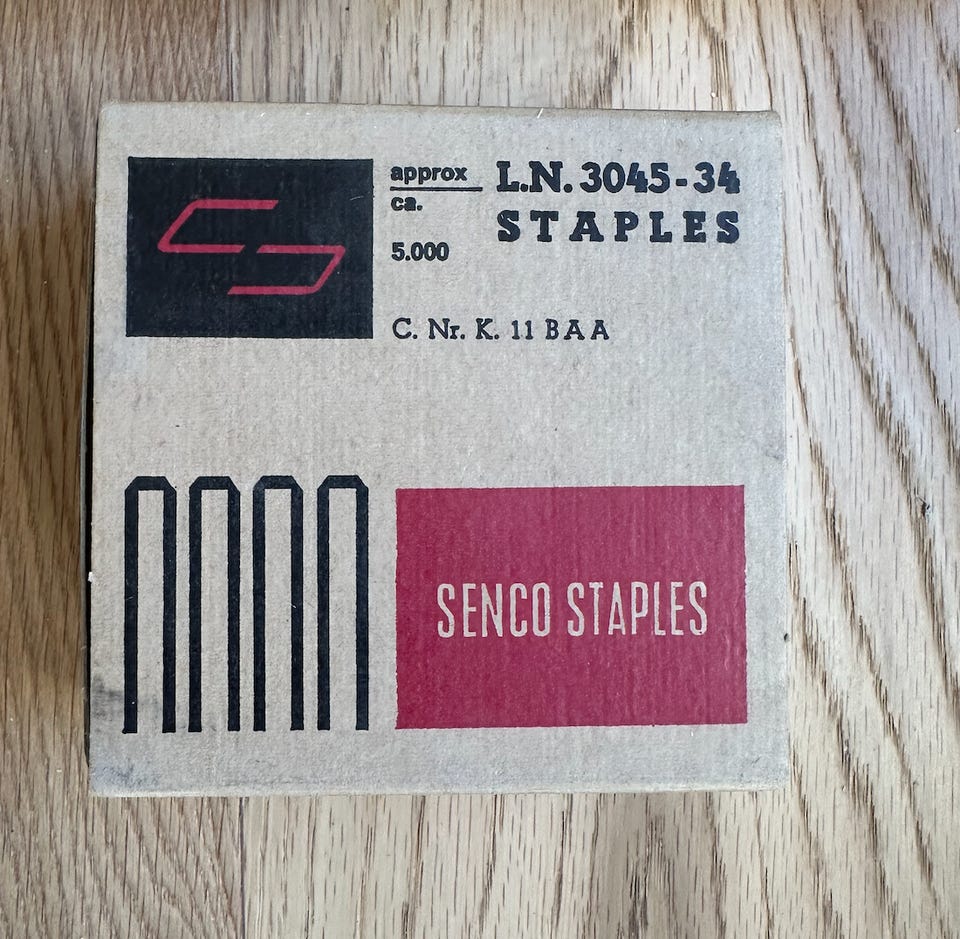 approx
ca.
5.000
L.N. 3045-34
STAPLES
C. Nr. K. 11 BAA
SENCO STAPLES